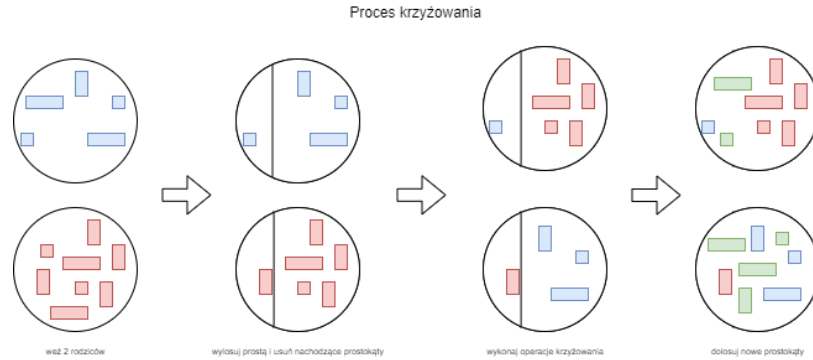 Proces krzyżowania
weź 2 rodziców
wylosuj prostą i usuń nachodzące prostokąty
wykonaj operacje krzyżowania
dolosuj nowe prostokąty